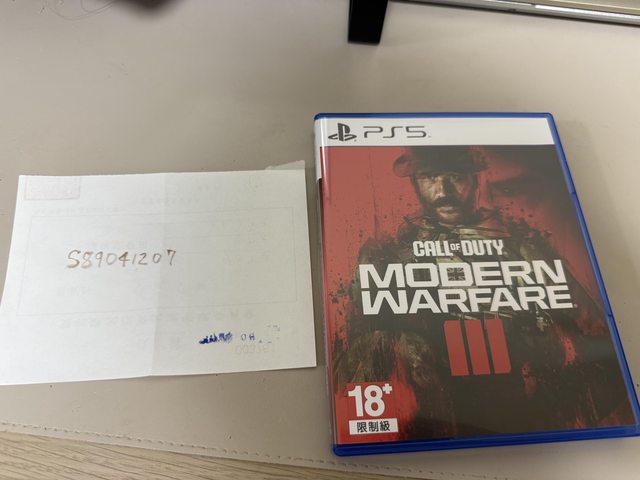 S89041207
PS5
CALL OF DUTY
MODERN
WARFARE
III
18+
限制級